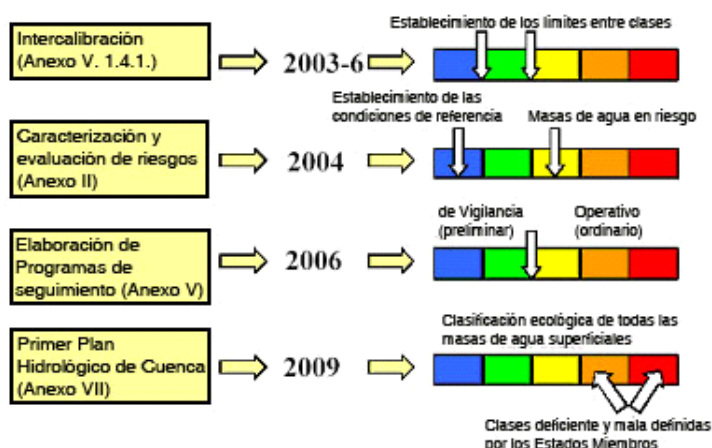 Intercalibración
(Anexo V. 1.4.1.)
2003-6
Establecimiento de los límites entre clases
Caracterización y
evaluación de riesgos
(Anexo II)
2004
Establecimiento de las
condiciones de referencia
Masas de agua en riesgo
Elaboración de
Programas de
seguimiento (Anexo V)
2006
de Vigilancia
(preliminar)
Operativo
(ordinario)
Primer Plan
Hidrológico de Cuenca
(Anexo VII)
2009
Clasificación ecológica de todas las
masas de agua superficiales
Clases deficiente y mala definidas
por los Estados Miembros